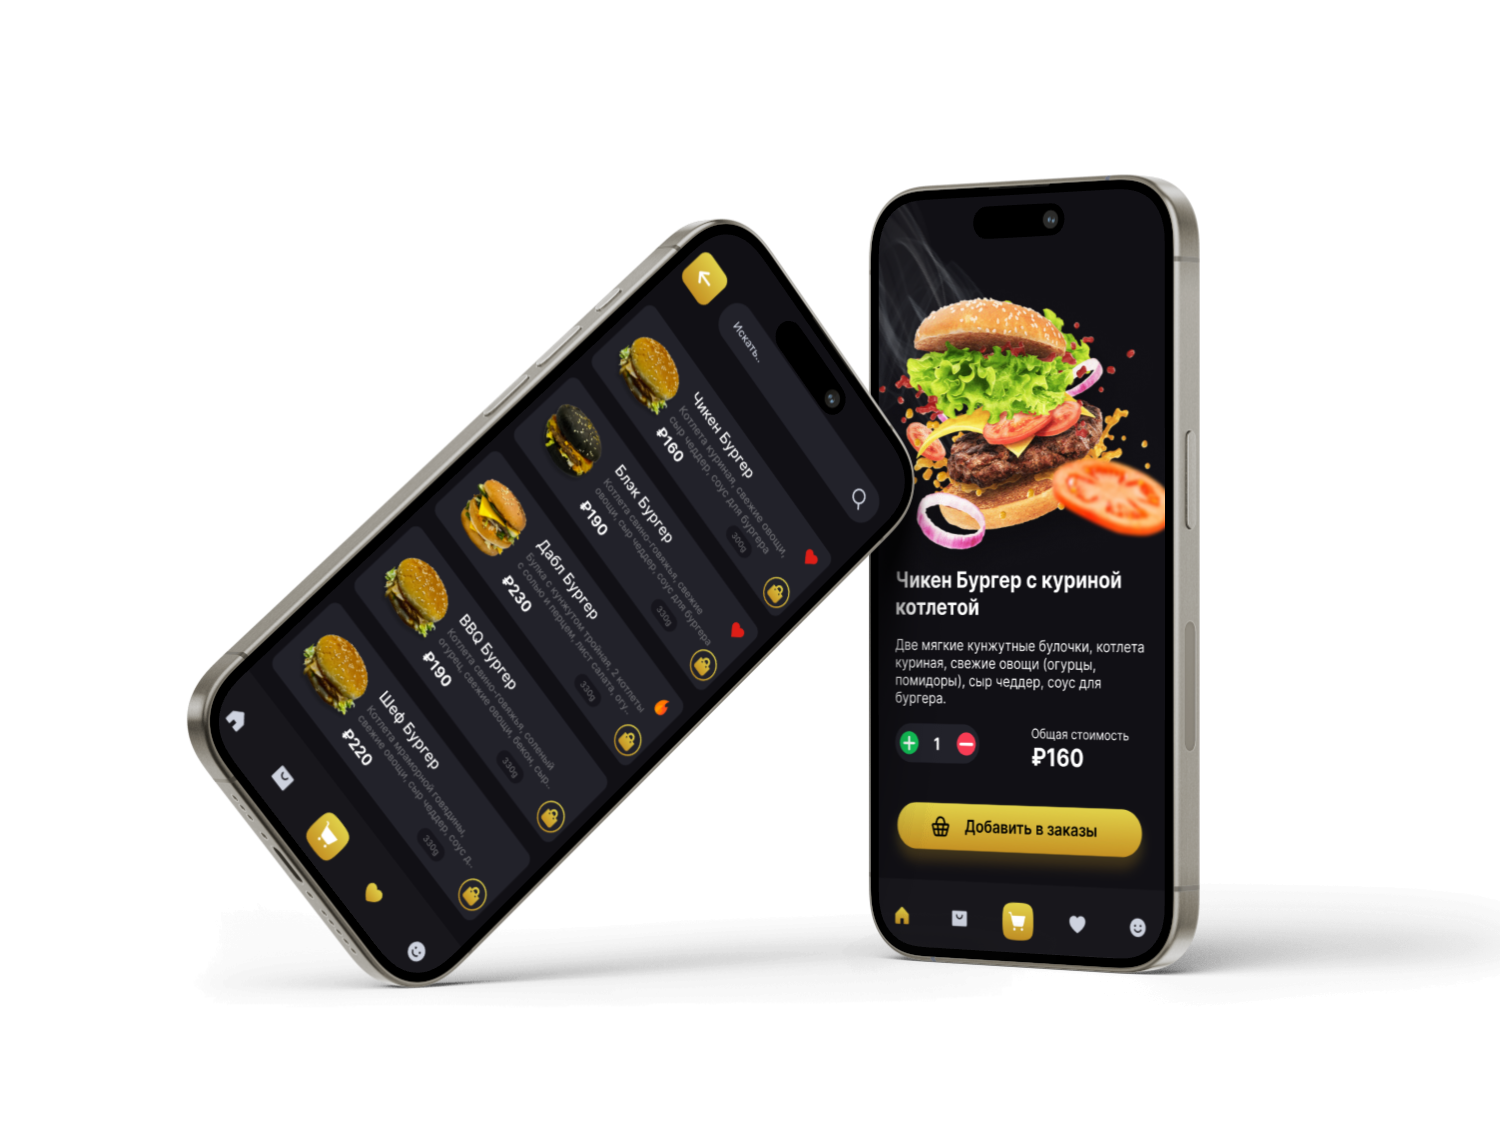 Искать..
Чикен Бургер
Котлета куриная, свежие овощи,
сыр чеддер, соус для бургера
₽160
300g
Блэк Бургер
Котлета свино-говяжья, свежие
овощи, сыр чеддер, соус для бургера
₽190
330g
Дабл Бургер
Булка с кунжутом тройная, 2 котлеты
с солью и перцем, лист салата, огу..
₽230
330g
BBQ Бургер
Котлета свино-говяжья, соленый
огурец, свежие овощи, бекон, сыр..
₽190
330g
Шеф Бургер
Котлета мраморной говядины,
свежие овощи, сыр чеддер, соус д..
₽220
330g
Чикен Бургер с куриной
котлетой
Две мягкие кунжутные булочки, котлета
куриная, свежие овощи (огурцы,
помидоры), сыр чеддер, соус для
бургера.
1
Общая стоимость
₽160
Добавить в заказы